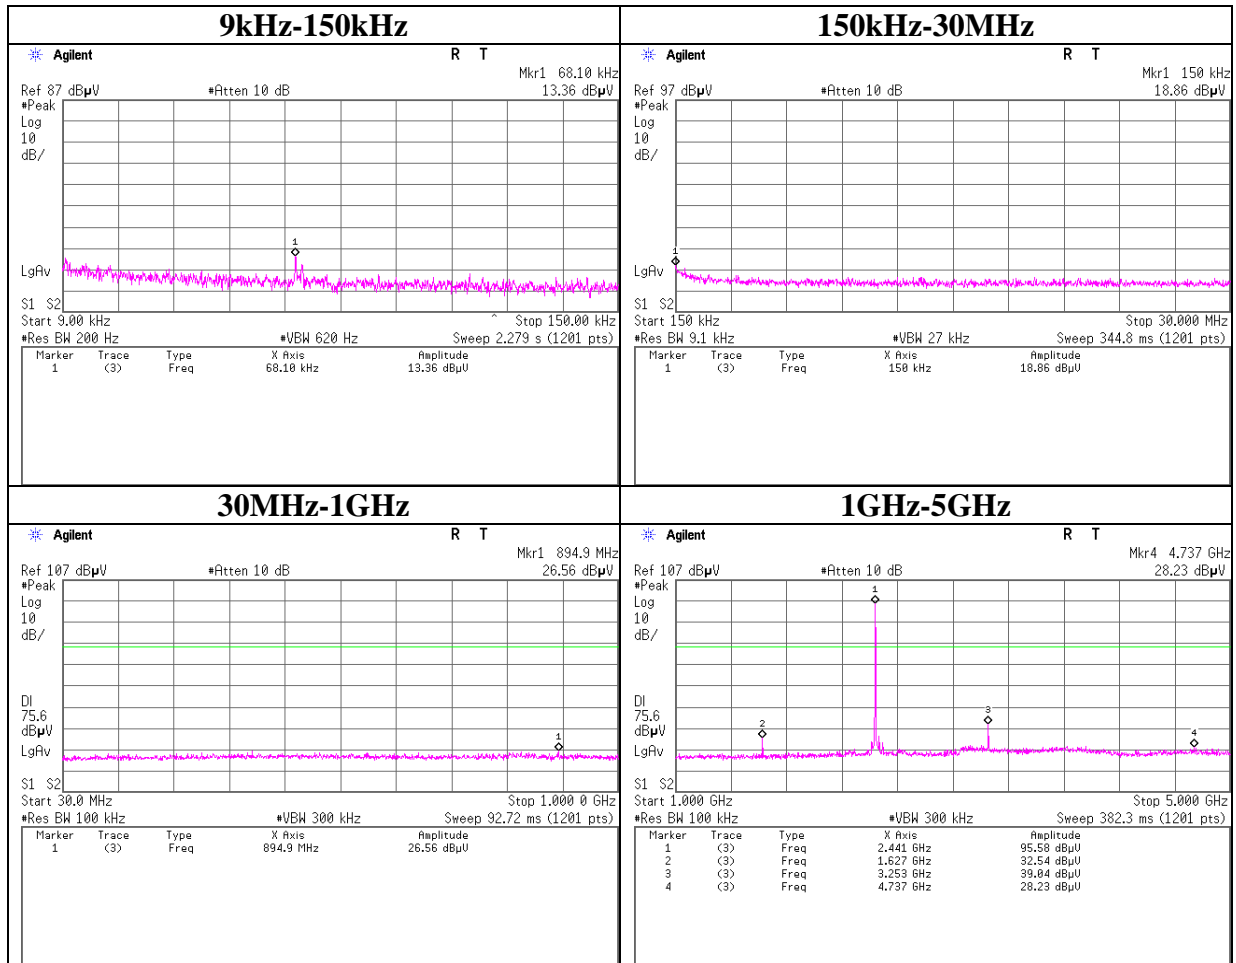 9kHz-150kHz
Agilent R T
Mkr1 68.10 kHz
Ref 87 dBµV #Atten 10 dB 13.36 dBµV
#Peak
Log
10
dB/
1
LgAv
S1 S2
Start 9.00 kHz ^ Stop 150.00 kHz
#Res BW 200 Hz #VBW 620 Hz Sweep 2.279 s (1201 pts)
Marker Trace Type X Axis Amplitude
1 (3) Freq 68.10 kHz 13.36 dBµV
150kHz-30MHz
Agilent R T
Mkr1 150 kHz
Ref 97 dBµV #Atten 10 dB 18.86 dBµV
#Peak
Log
10
dB/
1
LgAv
S1 S2
Start 150 kHz Stop 30.000 MHz
#Res BW 9.1 kHz #VBW 27 kHz Sweep 344.8 ms (1201 pts)
Marker Trace Type X Axis Amplitude
1 (3) Freq 150 kHz 18.86 dBµV
30MHz-1GHz
Agilent R T
Mkr1 894.9 MHz
Ref 107 dBµV #Atten 10 dB 26.56 dBµV
#Peak
Log
10
dB/
DI
75.6
dBµV
1
LgAv
S1 S2
Start 30.0 MHz Stop 1.000 0 GHz
#Res BW 100 kHz #VBW 300 kHz Sweep 92.72 ms (1201 pts)
Marker Trace Type X Axis Amplitude
1 (3) Freq 894.9 MHz 26.56 dBµV
1GHz-5GHz
Agilent R T
Mkr4 4.737 GHz
Ref 107 dBµV #Atten 10 dB 28.23 dBµV
#Peak
1
Log
10
dB/
DI
75.6
3
dBµV
2
4
LgAv
S1 S2
Start 1.000 GHz Stop 5.000 GHz
#Res BW 100 kHz #VBW 300 kHz Sweep 382.3 ms (1201 pts)
Marker Trace Type X Axis Amplitude
1 (3) Freq 2.441 GHz 95.58 dBµV
2 (3) Freq 1.627 GHz 32.54 dBµV
3 (3) Freq 3.253 GHz 39.04 dBµV
4 (3) Freq 4.737 GHz 28.23 dBµV